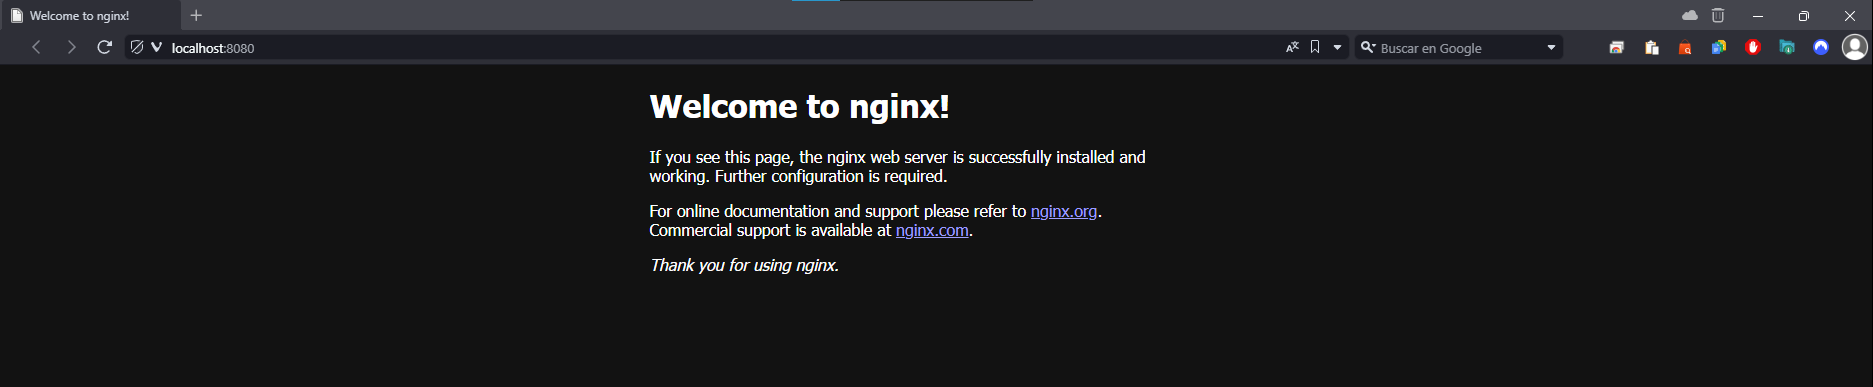 Welcome to nginx!
localhost:8080
Buscar en Google
Welcome to nginx!
If you see this page, the nginx web server is successfully installed and
working. Further configuration is required.
For online documentation and support please refer to nginx.org.
Commercial support is available at nginx.com.
Thank you for using nginx.